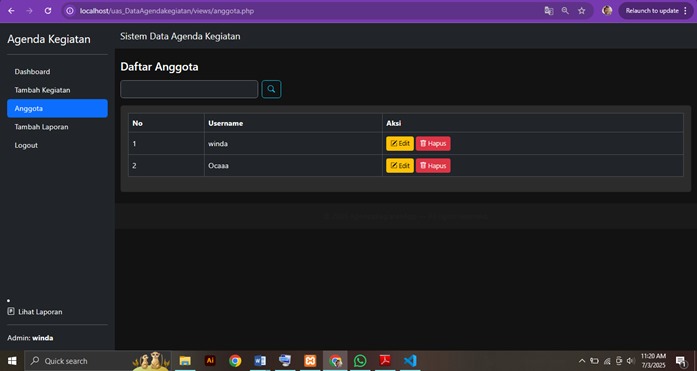 localhost/uas_DataAgendakegiatan/views/anggota.php
Relaunch to update
Agenda Kegiatan
Sistem Data Agenda Kegiatan
Dashboard
Tambah Kegiatan
Anggota
Tambah Laporan
Logout
Daftar Anggota
No Username Aksi
1 winda Edit Hapus
2 Ocaaa Edit Hapus
Lihat Laporan
Admin: winda
Quick search
Ai
11:20 AM
7/3/2025